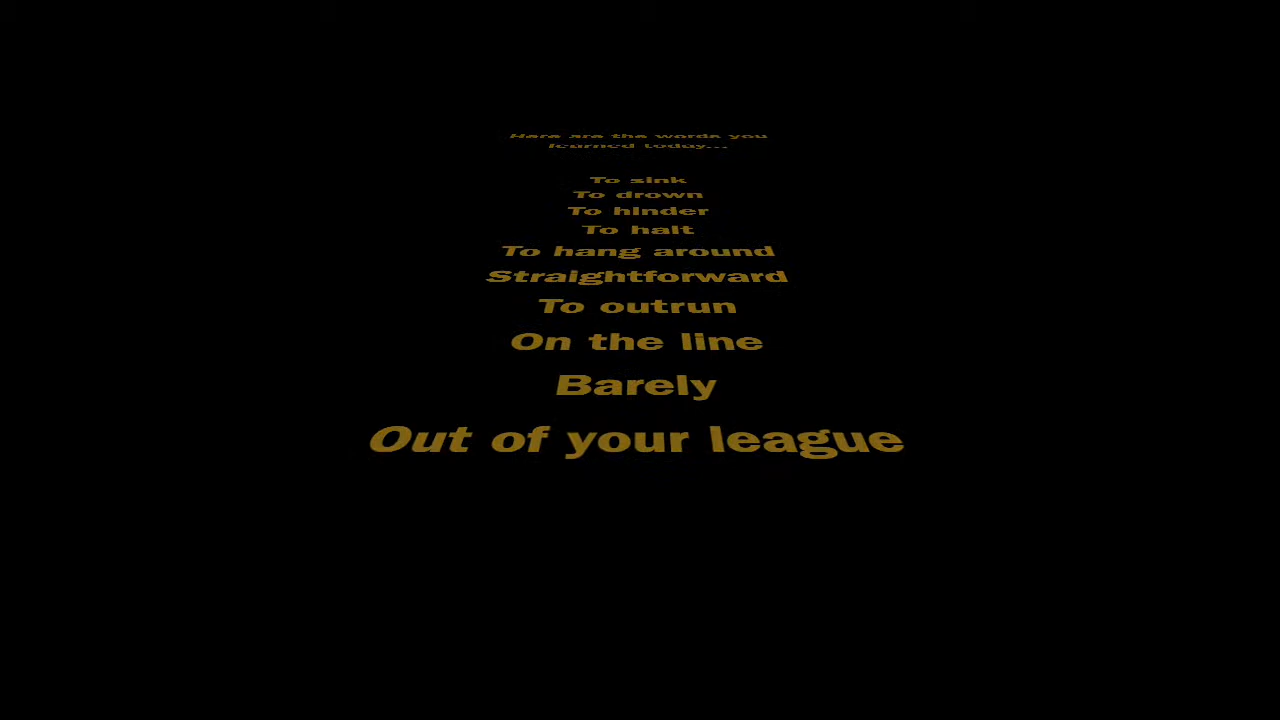 Here are the words you
learned today...
To sink
To drown
To hinder
To halt
To hang around
Straightforward
To outrun
On the line
Barely
Out of your league